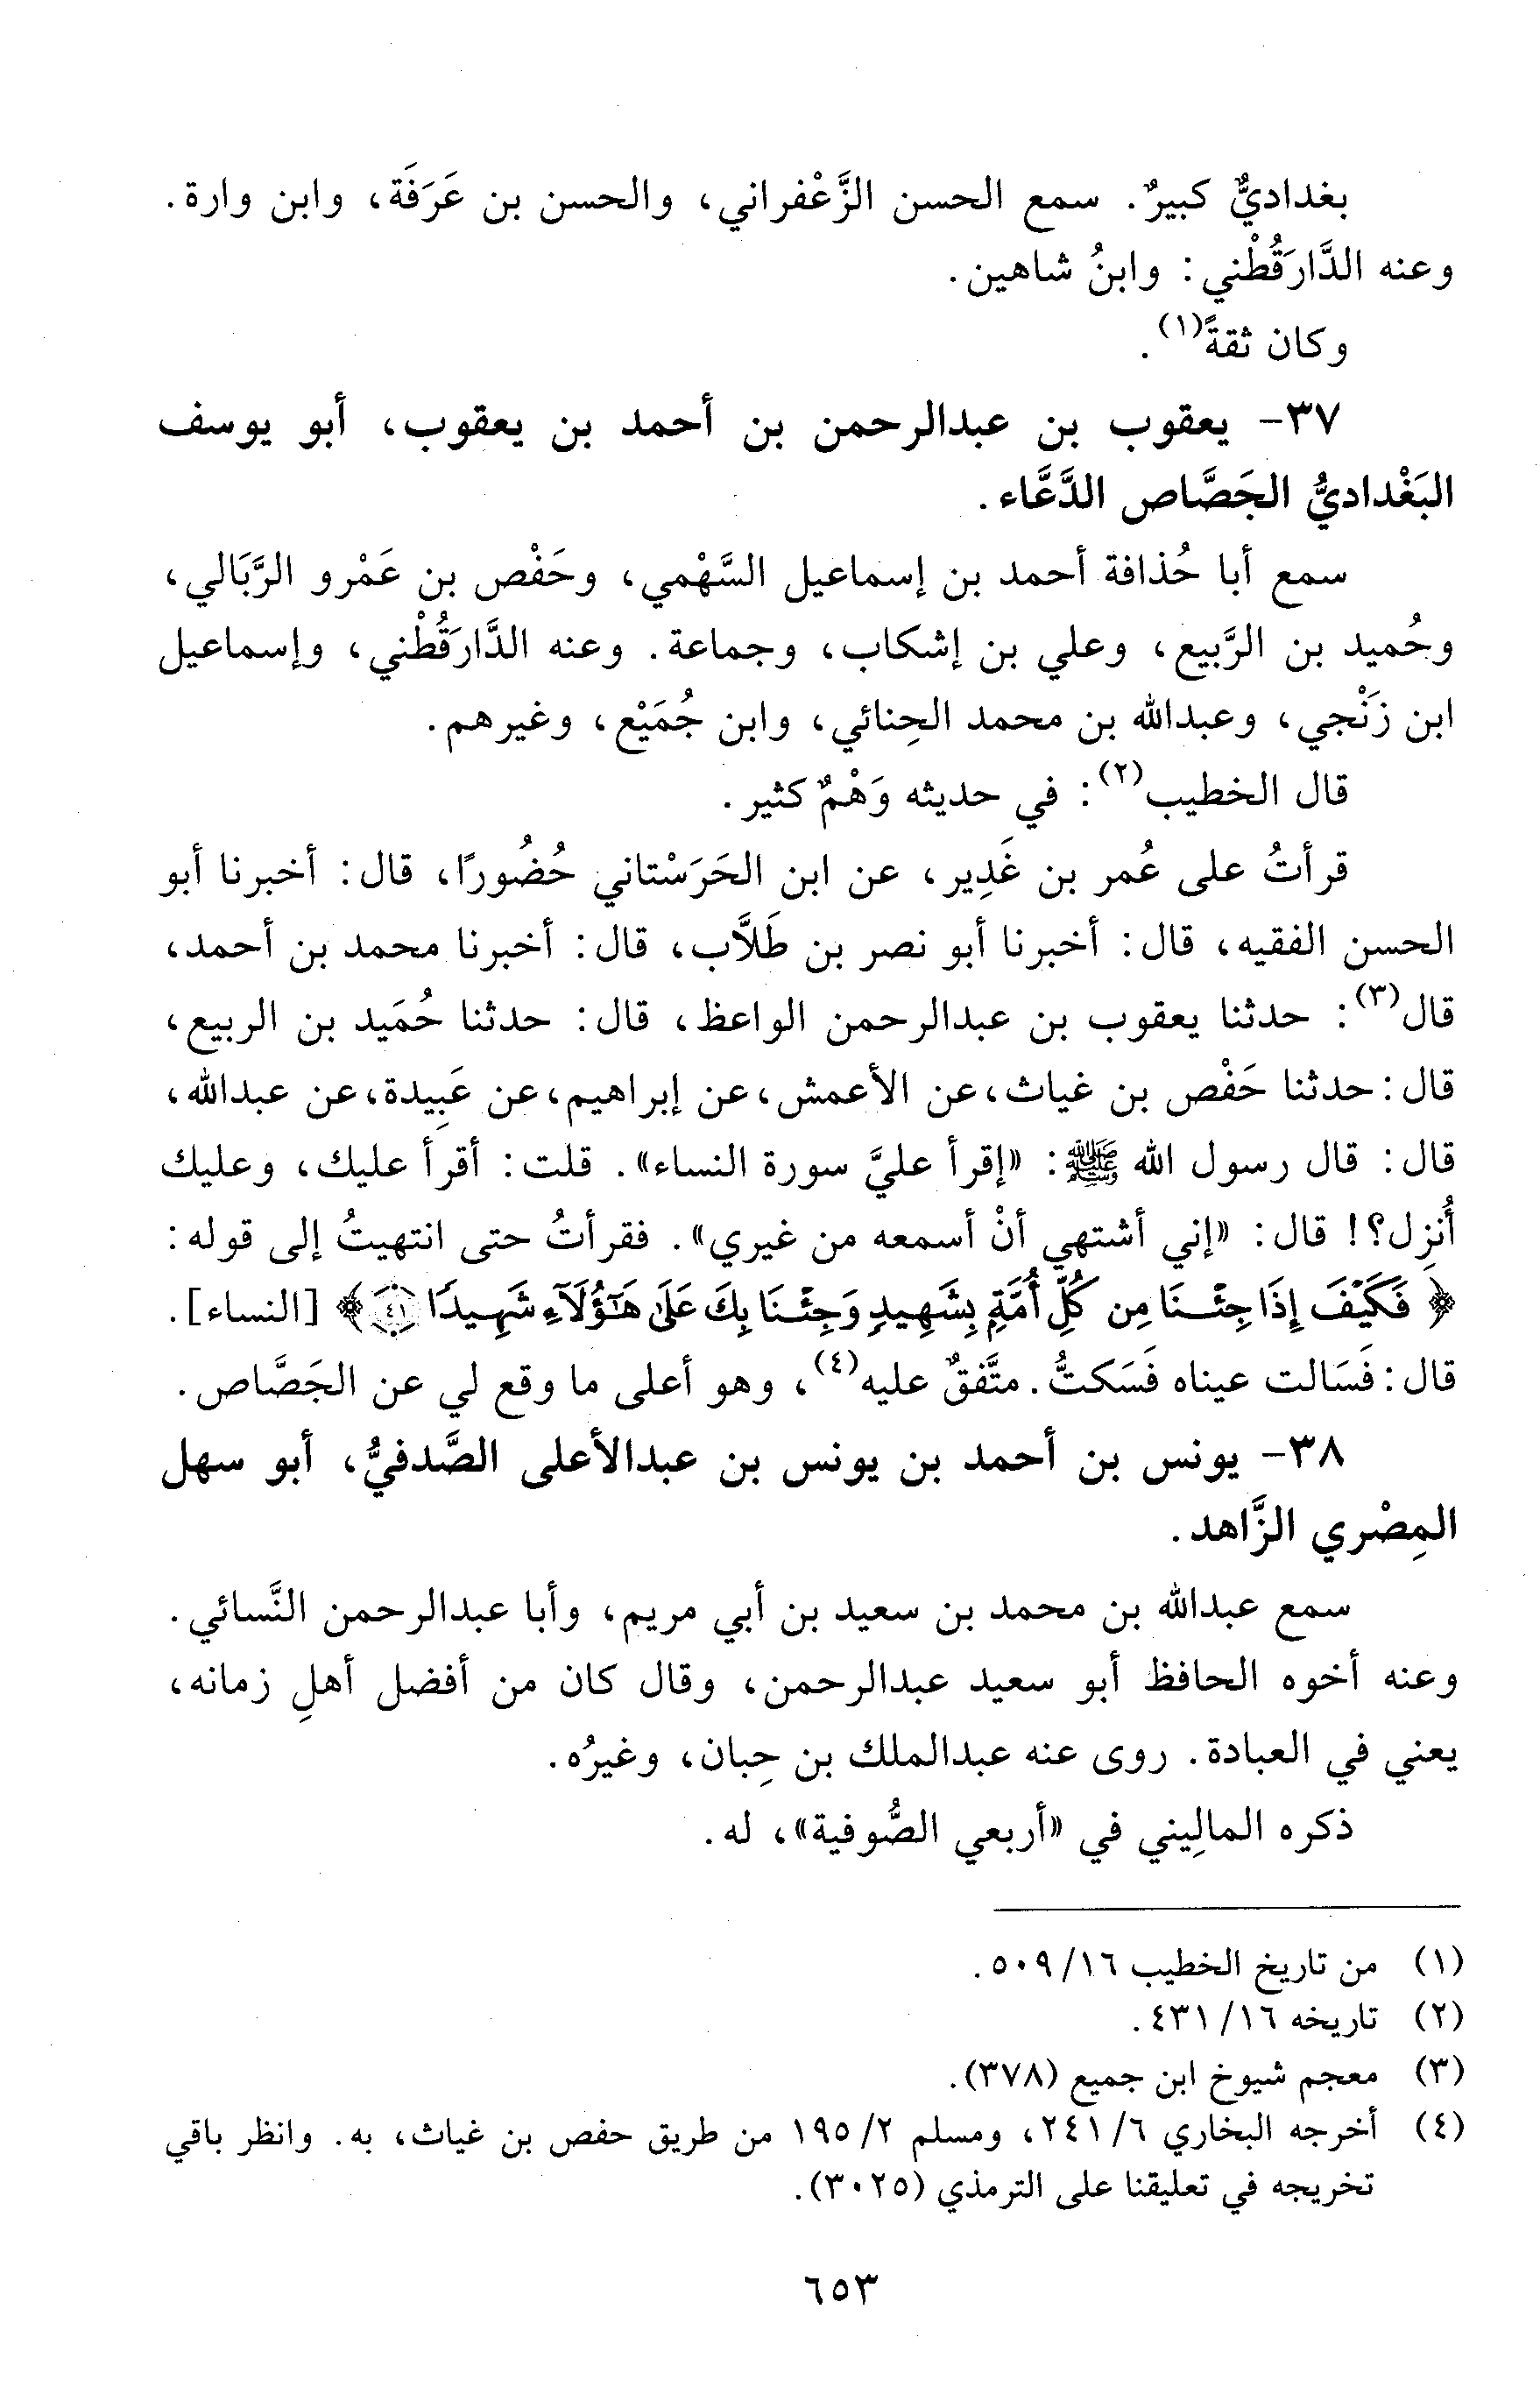 بغداديٌّ كبيرٌ. سمع الحسن الزَّعْفراني، والحسن بن عَرَفَة، وابن وارة.
وعنه الدَّارَقُطْني: وابنُ شاهين.
وكان ثقةً(١).
٣٧- يعقوب بن عبدالرحمن بن أحمد بن يعقوب، أبو يوسف
البَغْداديُّ الجَصَّاص الدَّعَّاء.
سمع أبا حُذافة أحمد بن إسماعيل السَّهْمي، وحَفْص بن عَمْرو الرَّبَالي،
وحُميد بن الرَّبيع، وعلي بن إشكاب، وجماعة. وعنه الدَّارَقُطْني، وإسماعيل
ابن زَنْجي، وعبدالله بن محمد الحِنائي، وابن جُمَيْع، وغيرهم.
قال الخطيب(٢): في حديثه وَهْمٌ كثير.
قرأتُ على عُمر بن غَدِير، عن ابن الحَرَسْتاني حُضُورًا، قال: أخبرنا أبو
الحسن الفقيه، قال: أخبرنا أبو نصر بن طَلاَّب، قال: أخبرنا محمد بن أحمد،
قال(٣): حدثنا يعقوب بن عبدالرحمن الواعظ، قال: حدثنا حُمَيد بن الربيع،
قال: حدثنا حَفْص بن غياث، عن الأعمش، عن إبراهيم، عن عَبِيدة، عن عبدالله،
قال: قال رسول الله ﷺ: «إقرأ عليَّ سورة النساء». قلت: أقرأ عليك، وعليك
أُنزِل؟! قال: «إني أشتهي أنْ أسمعه من غيري». فقرأتُ حتى انتهيتُ إلى قوله:
﴿ فَكَيْفَ إِذَا جِئْنَا مِن كُلِّ أُمَّةٍ بِشَهِيدٍ وَجِئْنَا بِكَ عَلَىٰ هَٰٓؤُلَآءِ شَهِيدًا ٤١ ﴾ [النساء].
قال: فَسَالت عيناه فَسَكتُّ. متَّفقٌ عليه(٤)، وهو أعلى ما وقع لي عن الجَصَّاص.
٣٨- يونس بن أحمد بن يونس بن عبدالأعلى الصَّدفيُّ، أبو سهل
المِصْري الزَّاهد.
سمع عبدالله بن محمد بن سعيد بن أبي مريم، وأبا عبدالرحمن النَّسائي.
وعنه أخوه الحافظ أبو سعيد عبدالرحمن، وقال كان من أفضل أهلِ زمانه،
يعني في العبادة. روى عنه عبدالملك بن حِبان، وغيرُه.
ذكره المالِيني في «أربعي الصُّوفية»، له.
(١) من تاريخ الخطيب ١٦/ ٥٠٩.
(٢) تاريخه ١٦/ ٤٣١.
(٣) معجم شيوخ ابن جميع (٣٧٨).
(٤) أخرجه البخاري ٦/ ٢٤١، ومسلم ٢/ ١٩٥ من طريق حفص بن غياث، به. وانظر باقي
تخريجه في تعليقنا على الترمذي (٣٠٢٥).
٦٥٣